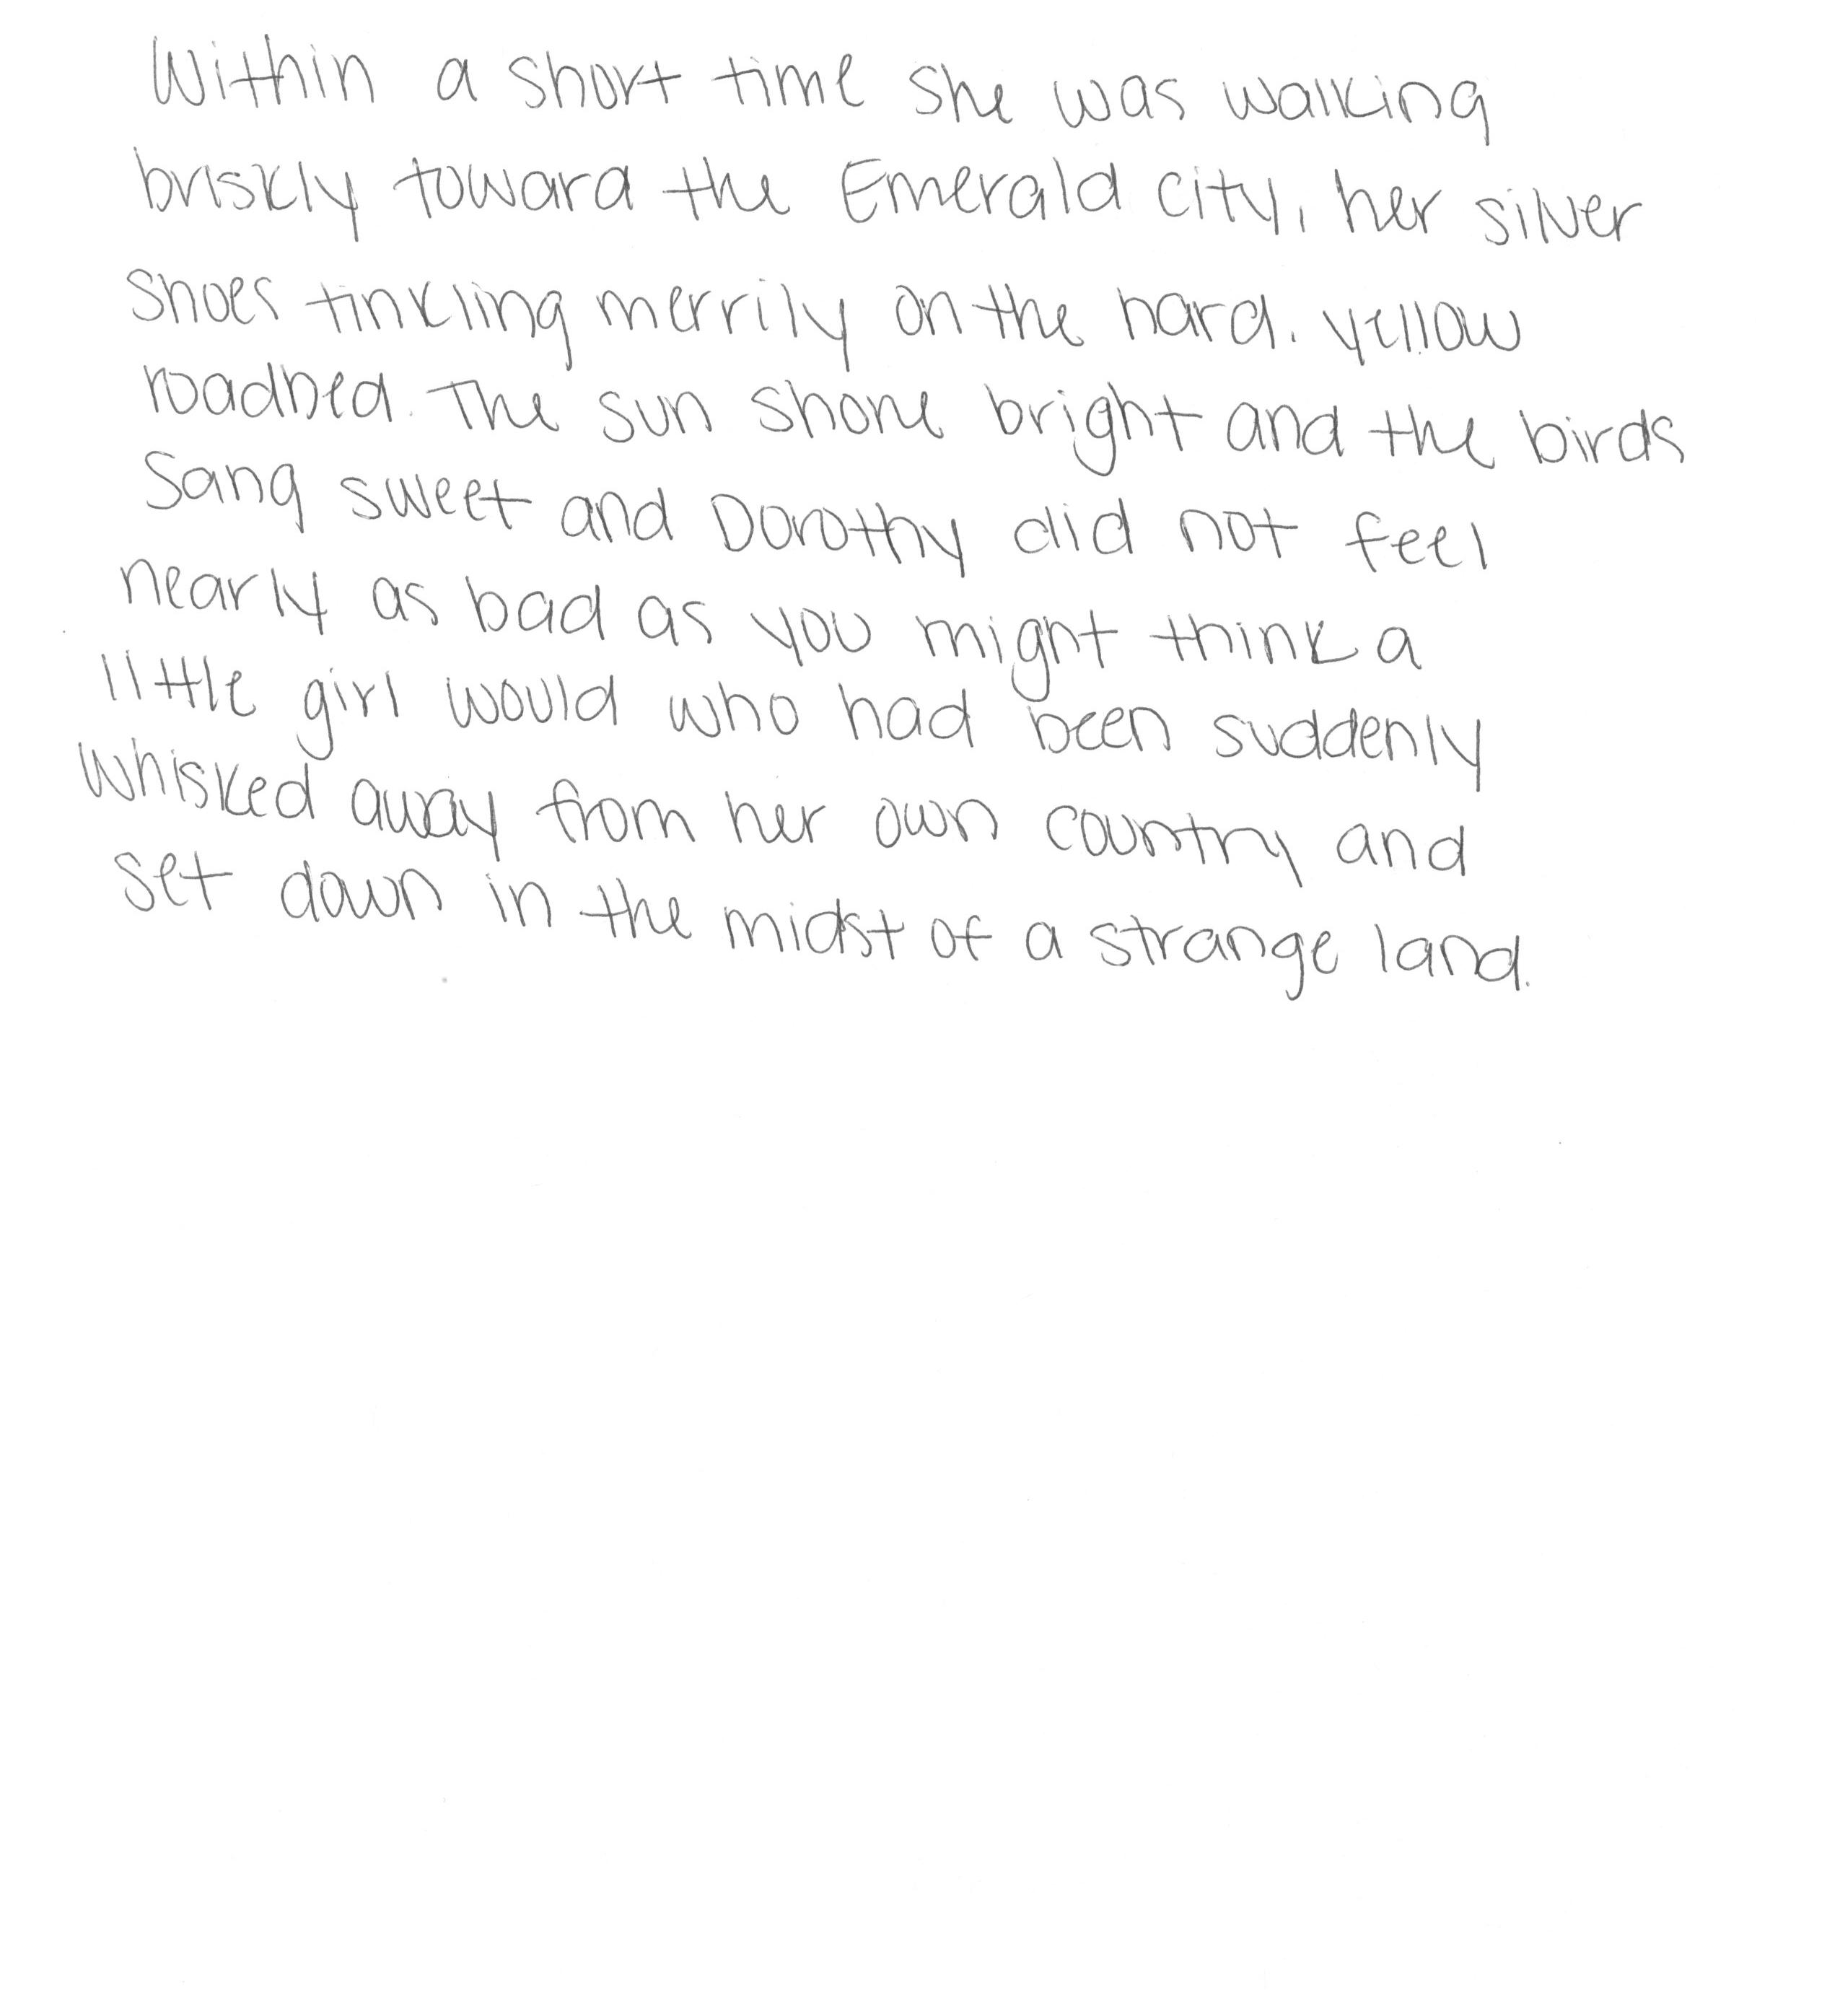 Within a short time she was walking
briskly toward the Emerald City, her silver
shoes tinkling merrily on the hard. yellow
roadbed. The sun shone bright and the birds
sang sweet and Dorothy did not feel
nearly as bad as you might think a
little girl would who had been suddenly
whisked away from her own country and
set down in the midst of a strange land.